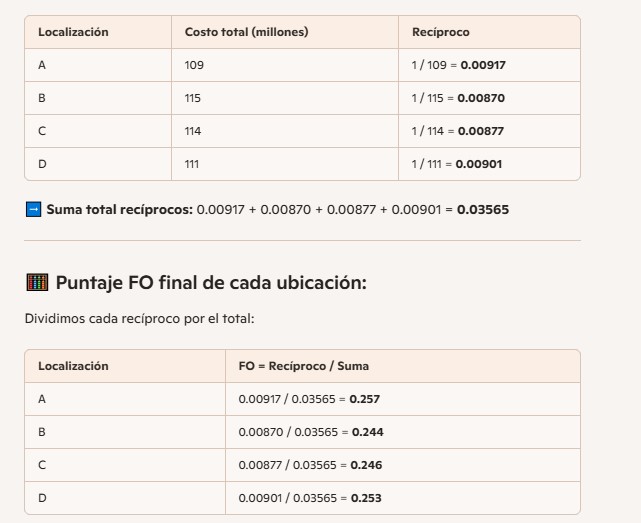 Localización Costo total (millones) Recíproco
A 109 1 / 109 = 0.00917
B 115 1 / 115 = 0.00870
C 114 1 / 114 = 0.00877
D 111 1 / 111 = 0.00901
➡ Suma total recíprocos: 0.00917 + 0.00870 + 0.00877 + 0.00901 = 0.03565
🧮 Puntaje FO final de cada ubicación:
Dividimos cada recíproco por el total:
Localización FO = Recíproco / Suma
A 0.00917 / 0.03565 = 0.257
B 0.00870 / 0.03565 = 0.244
C 0.00877 / 0.03565 = 0.246
D 0.00901 / 0.03565 = 0.253